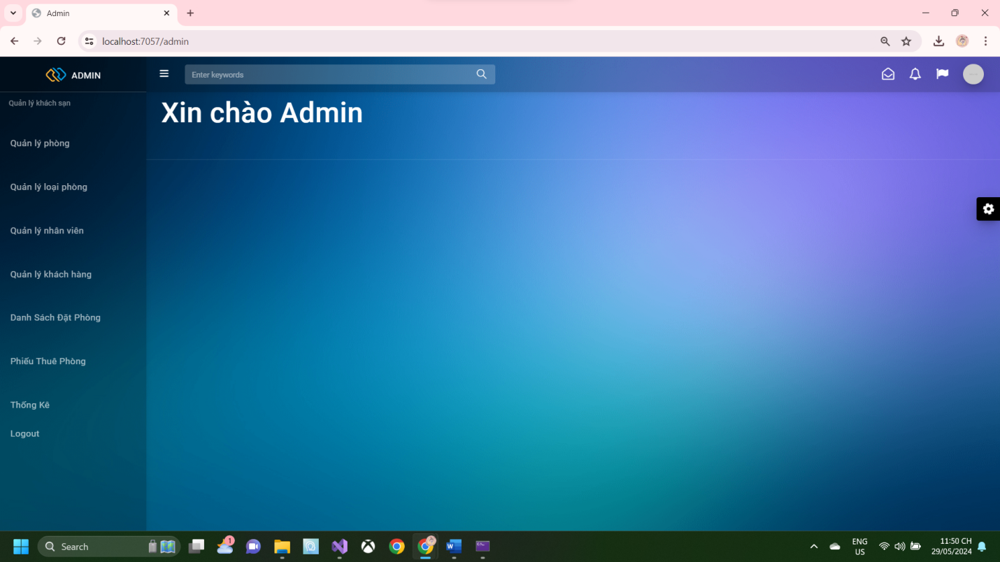 Admin
localhost:7057/admin
ADMIN
Enter keywords
Quản lý khách sạn
Xin chào Admin
Quản lý phòng
Quản lý loại phòng
Quản lý nhân viên
Quản lý khách hàng
Danh Sách Đặt Phòng
Phiếu Thuê Phòng
Thống Kê
Logout
Search
1
ENG
US
11:50 CH
29/05/2024